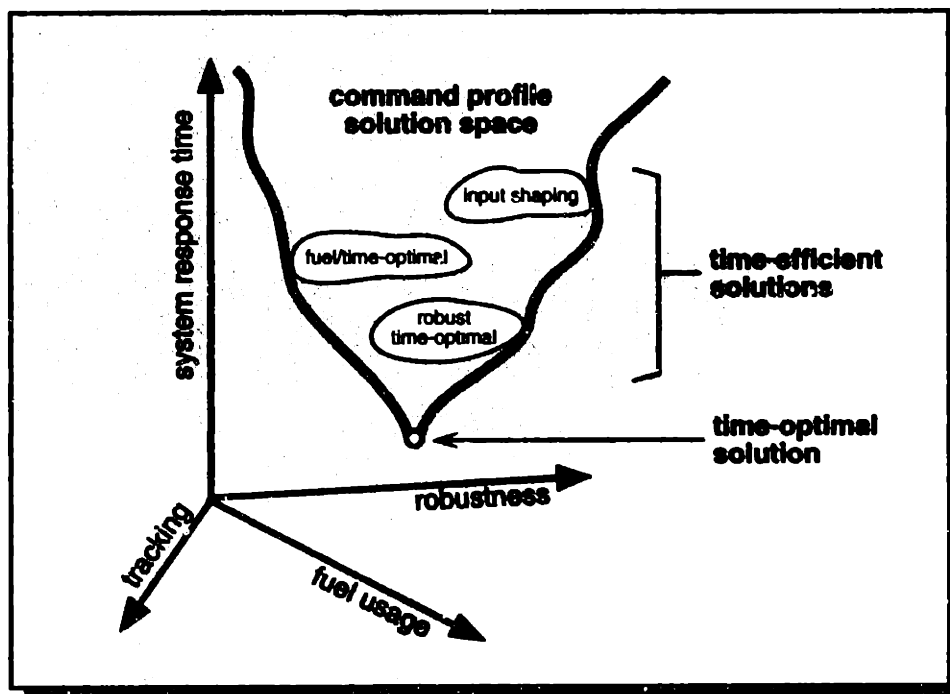 command profile
solution space
system response time
input shaping
fuel/time-optimal
robust
time-optimal
time-efficient
solutions
time-optimal
solution
robustness
tracking
fuel usage